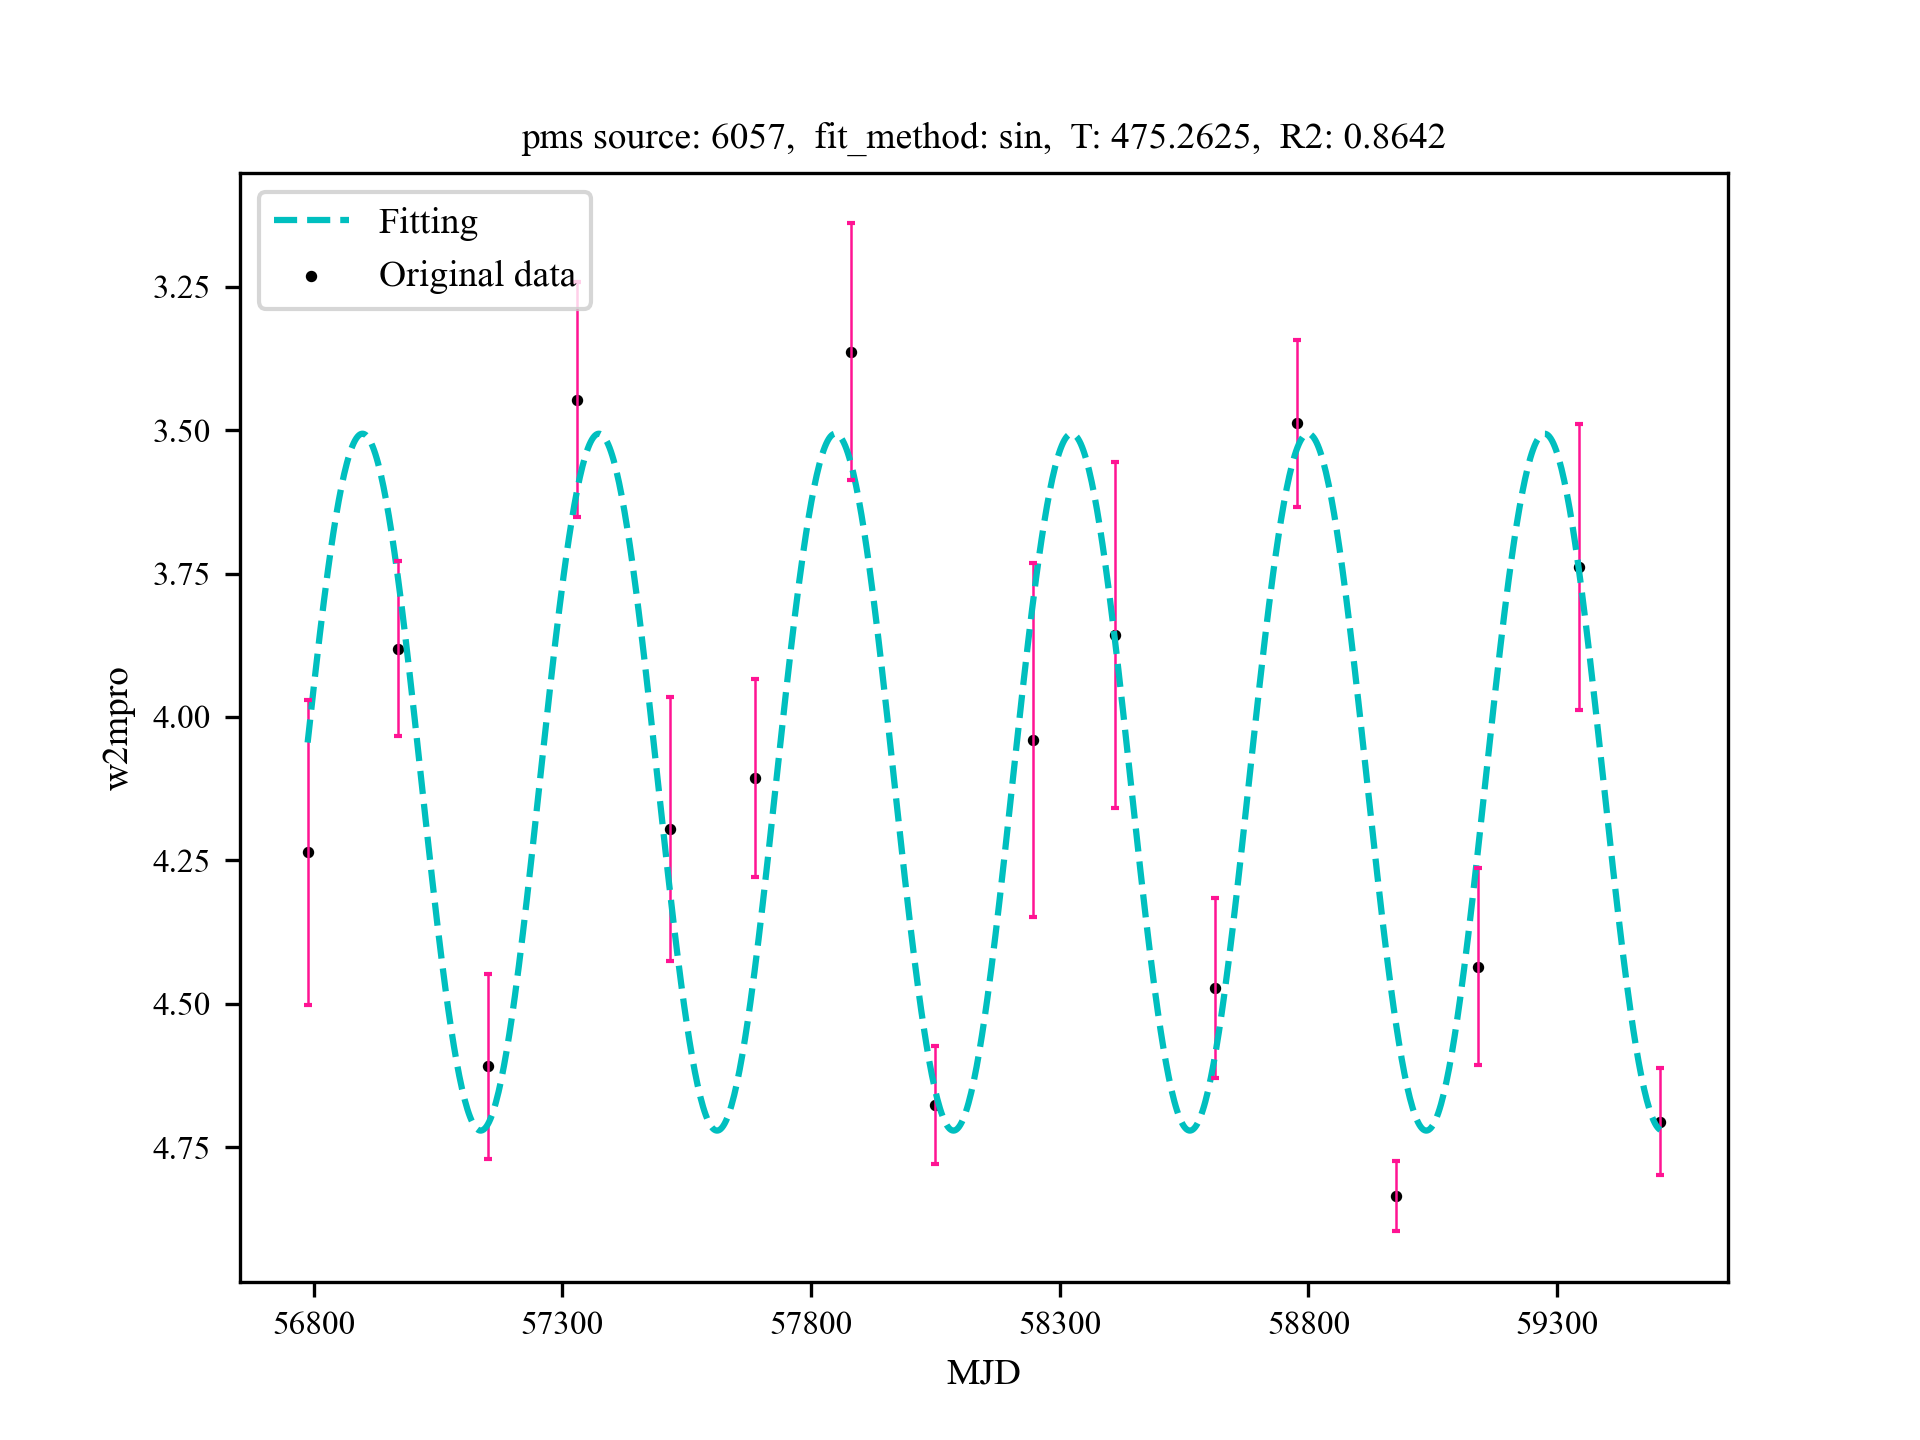 pms source: 6057,  fit_method: sin,  T: 475.2625,  R2: 0.8642
Fitting
Original data
3.25
3.50
3.75
4.00
4.25
4.50
4.75
w2mpro
56800 57300 57800 58300 58800 59300
MJD